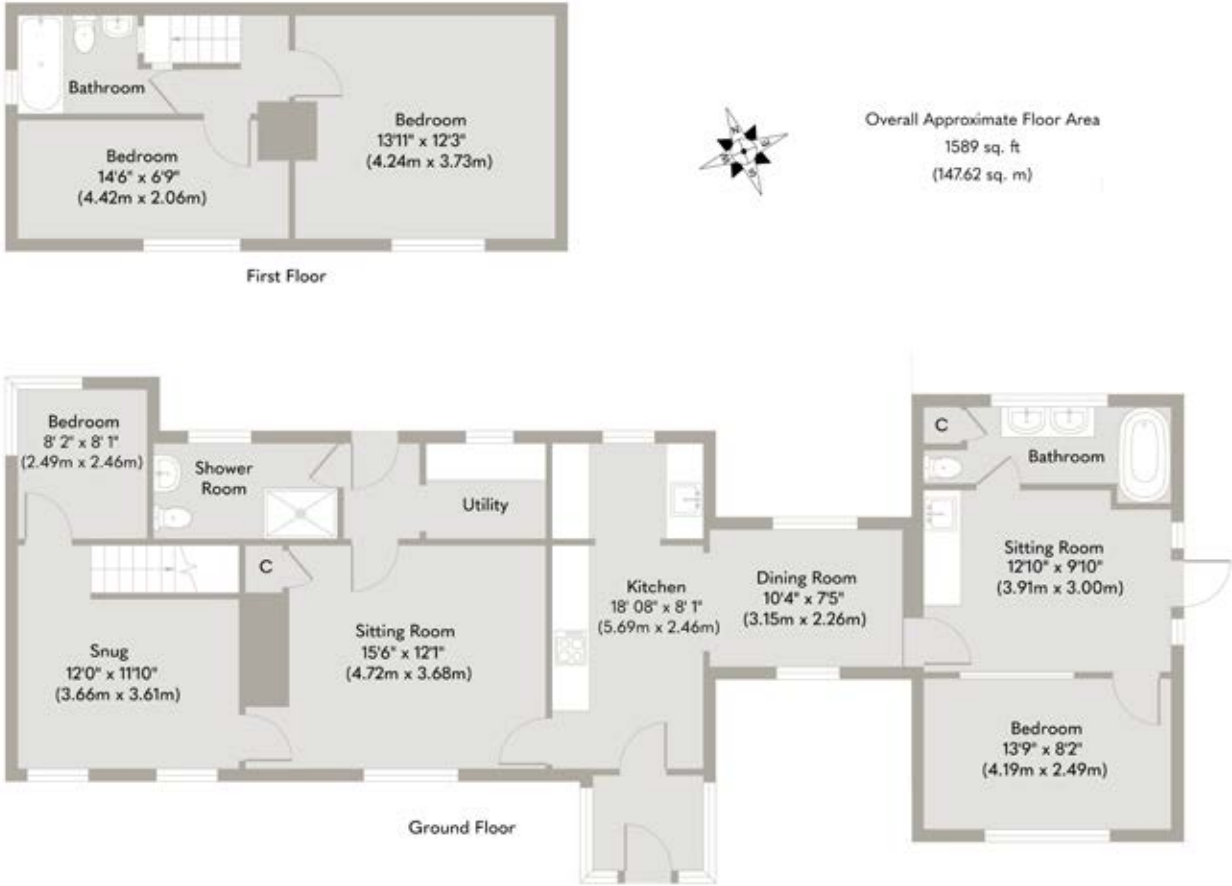 Bathroom
Bedroom
14'6" x 6'9"
(4.42m x 2.06m)
Bedroom
13'11" x 12'3"
(4.24m x 3.73m)
First Floor
N
Overall Approximate Floor Area
1589 sq. ft
(147.62 sq. m)
Bedroom
8' 2" x 8' 1"
(2.49m x 2.46m)
Shower
Room
Utility
C
Snug
12'0" x 11'10"
(3.66m x 3.61m)
Sitting Room
15'6" x 12'1"
(4.72m x 3.68m)
Kitchen
18' 08" x 8' 1"
(5.69m x 2.46m)
Dining Room
10'4" x 7'5"
(3.15m x 2.26m)
C
Bathroom
Sitting Room
12'10" x 9'10"
(3.91m x 3.00m)
Bedroom
13'9" x 8'2"
(4.19m x 2.49m)
Ground Floor